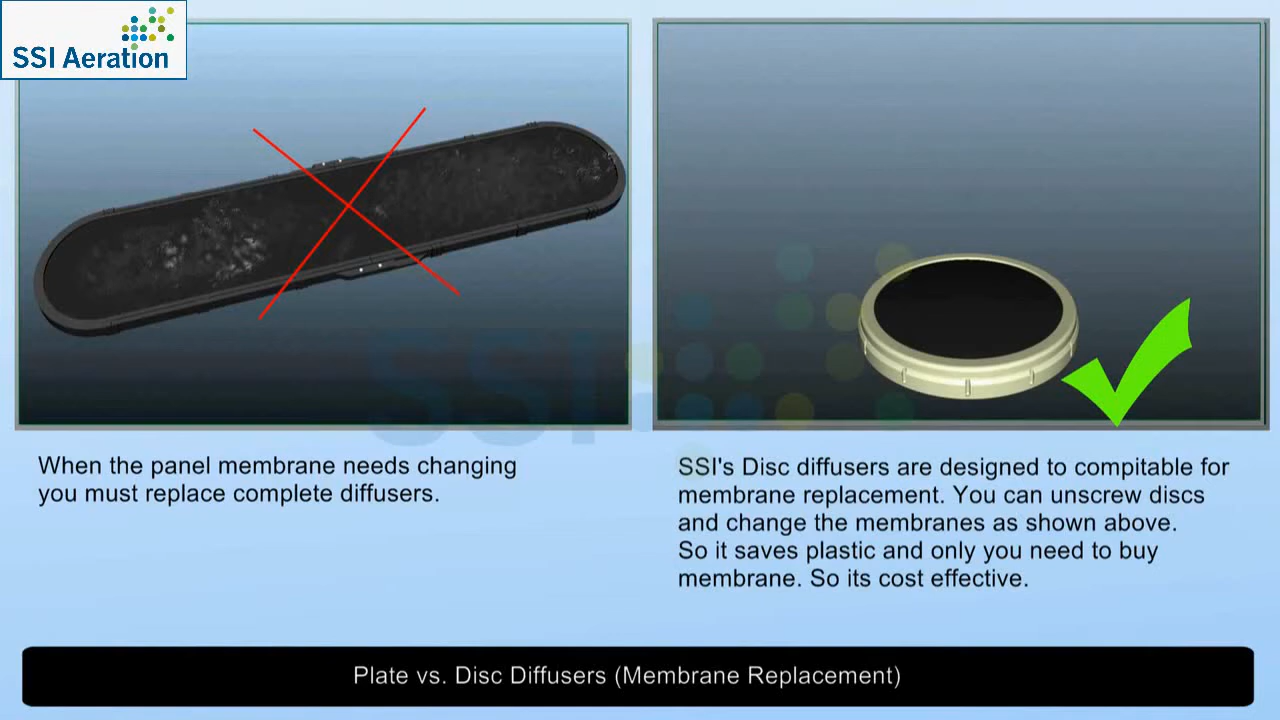 SSI Aeration
SSI
When the panel membrane needs changing
you must replace complete diffusers.
SSI's Disc diffusers are designed to compitable for
membrane replacement. You can unscrew discs
and change the membranes as shown above.
So it saves plastic and only you need to buy
membrane. So its cost effective.
Plate vs. Disc Diffusers (Membrane Replacement)